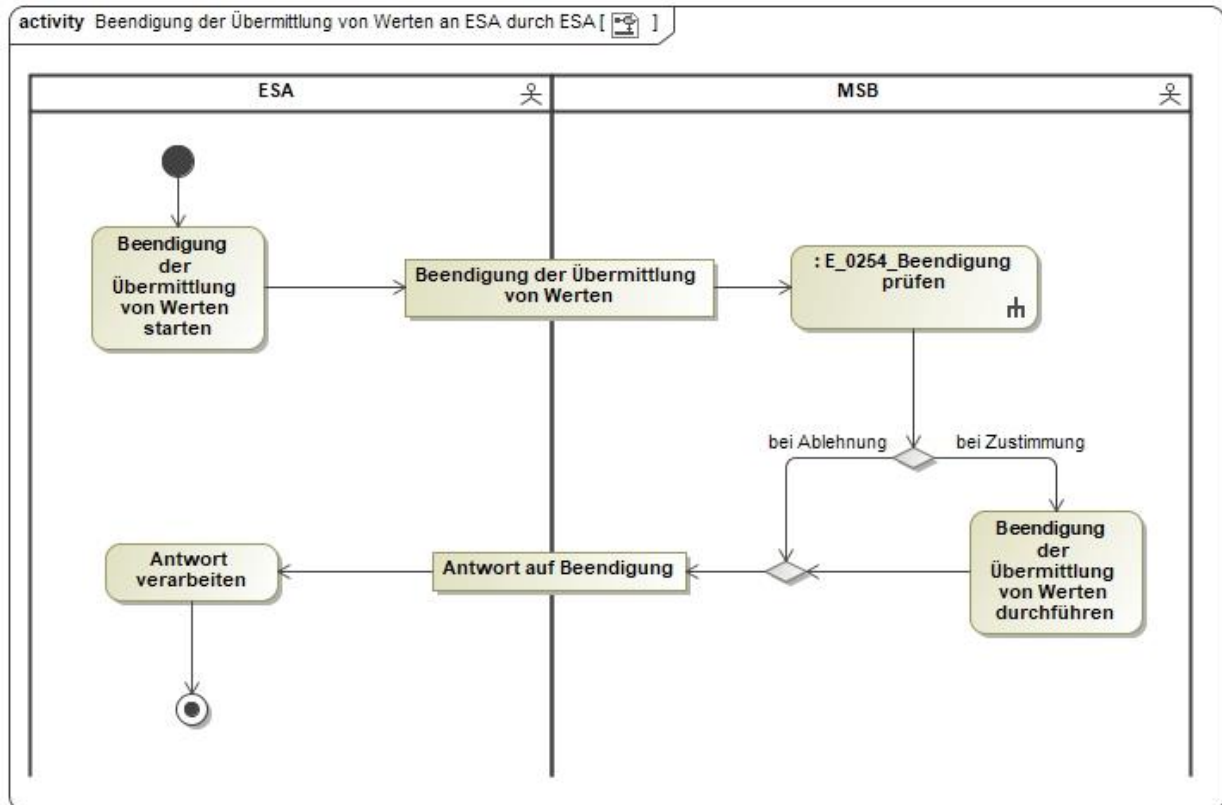 activity Beendigung der Übermittlung von Werten an ESA durch ESA [ ]
ESA
MSB
Beendigung
der
Übermittlung
von Werten
starten
Beendigung der Übermittlung
von Werten
: E_0254_Beendigung
prüfen
bei Ablehnung
bei Zustimmung
Beendigung
der
Übermittlung
von Werten
durchführen
Antwort auf Beendigung
Antwort
verarbeiten